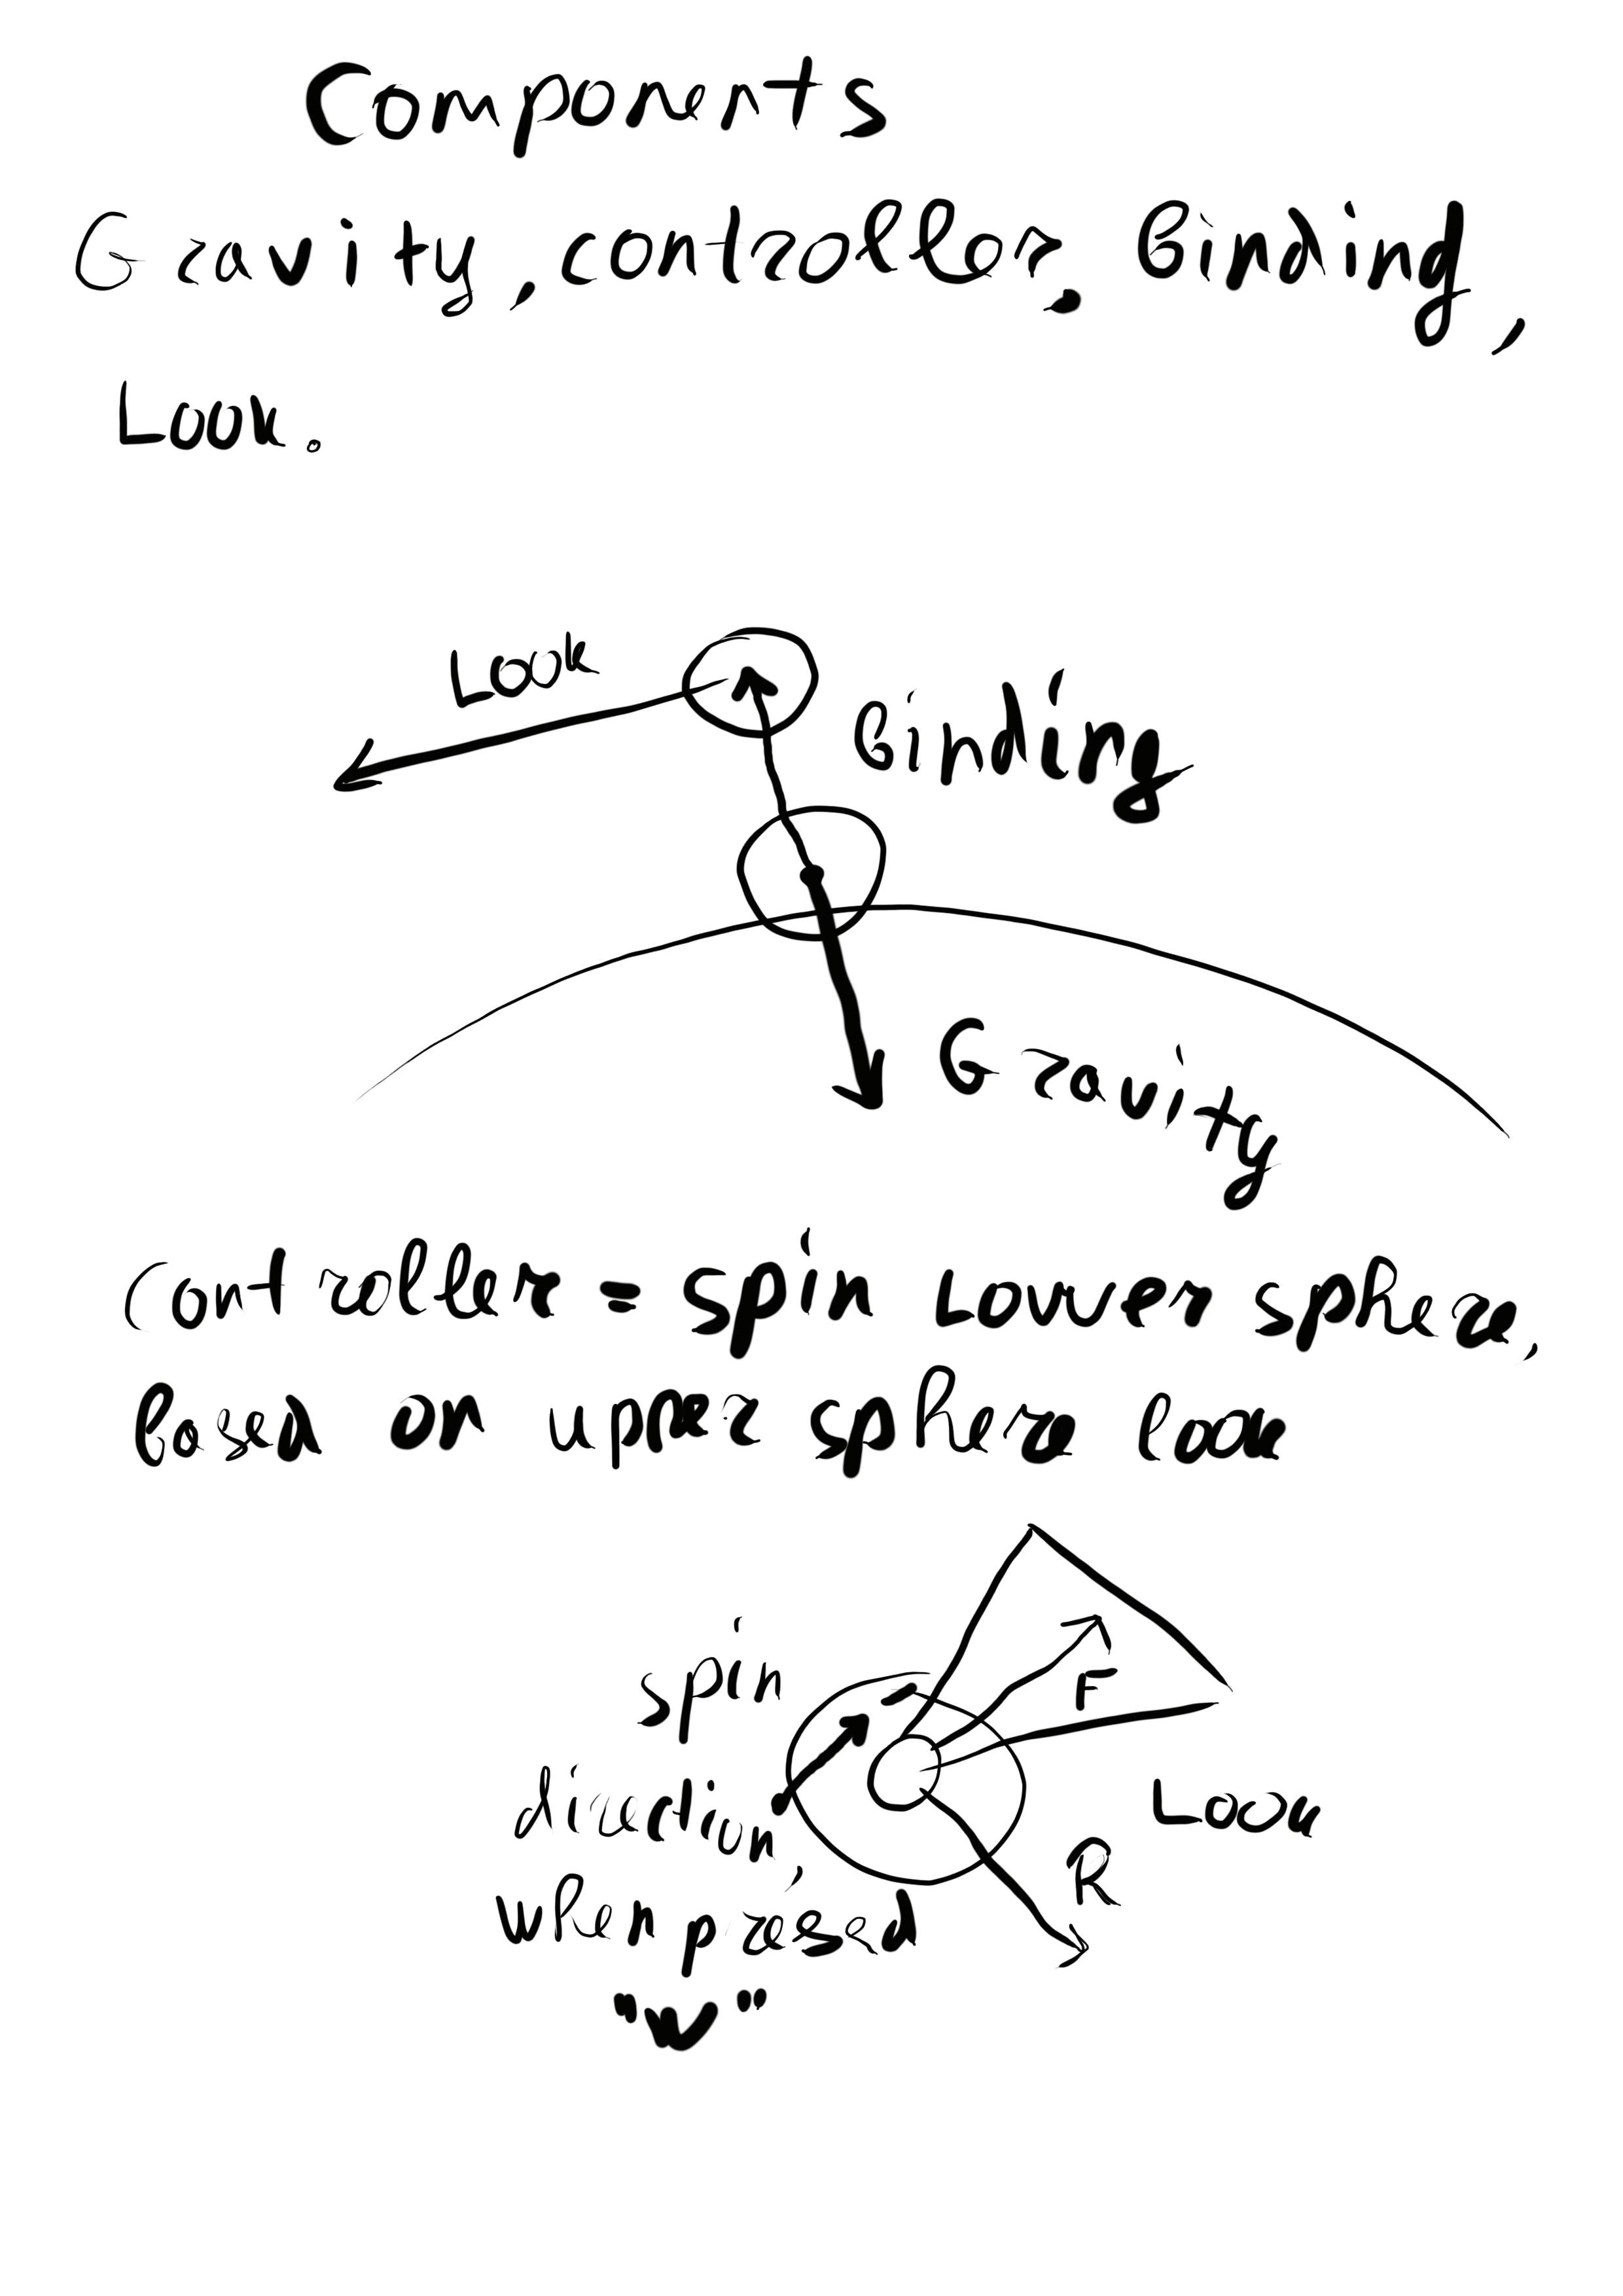 Components
Gravity, controller, Binding,
Look.
Look
Binding
Gravity
Controller = spin Lower sphere,
based on upper sphere look
spin
direction,
when pressed
"W"
F
Look
R